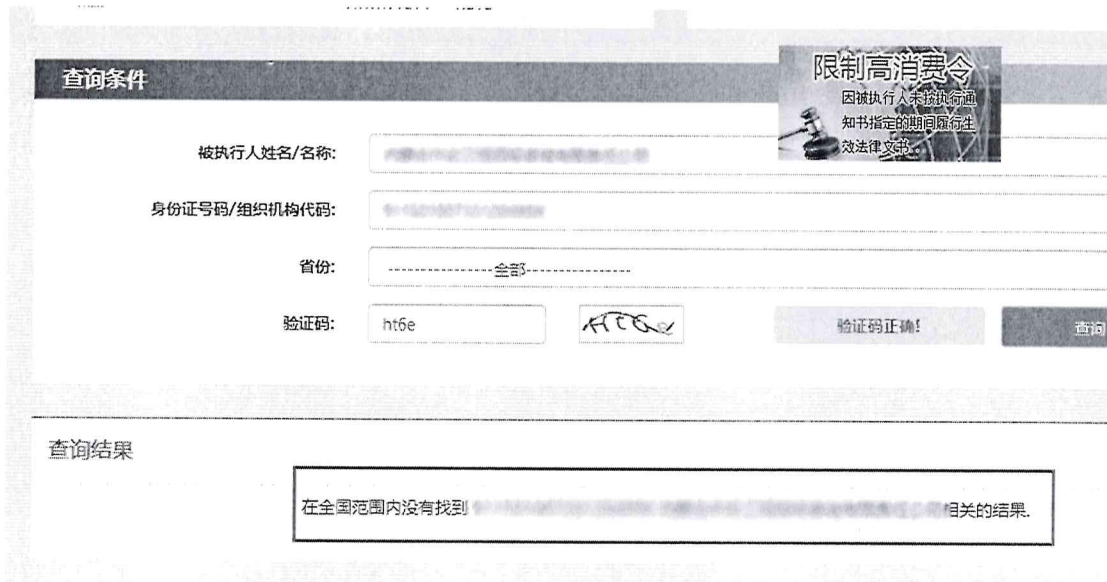 查询条件
限制高消费令
因被执行人未按执行通
知书指定的期间履行生
效法律文书..
被执行人姓名/名称:
身份证号码/组织机构代码:
省份:
--------------------全部--------------------
验证码:
ht6e
验证码正确!
查询
查询结果
在全国范围内没有找到
相关的结果.